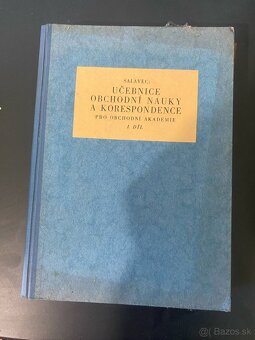 SALAVEC:
UČEBNICE
OBCHODNÍ NAUKY
A KORESPONDENCE
PRO OBCHODNÍ AKADEMIE
I. DÍL
Bazos.sk